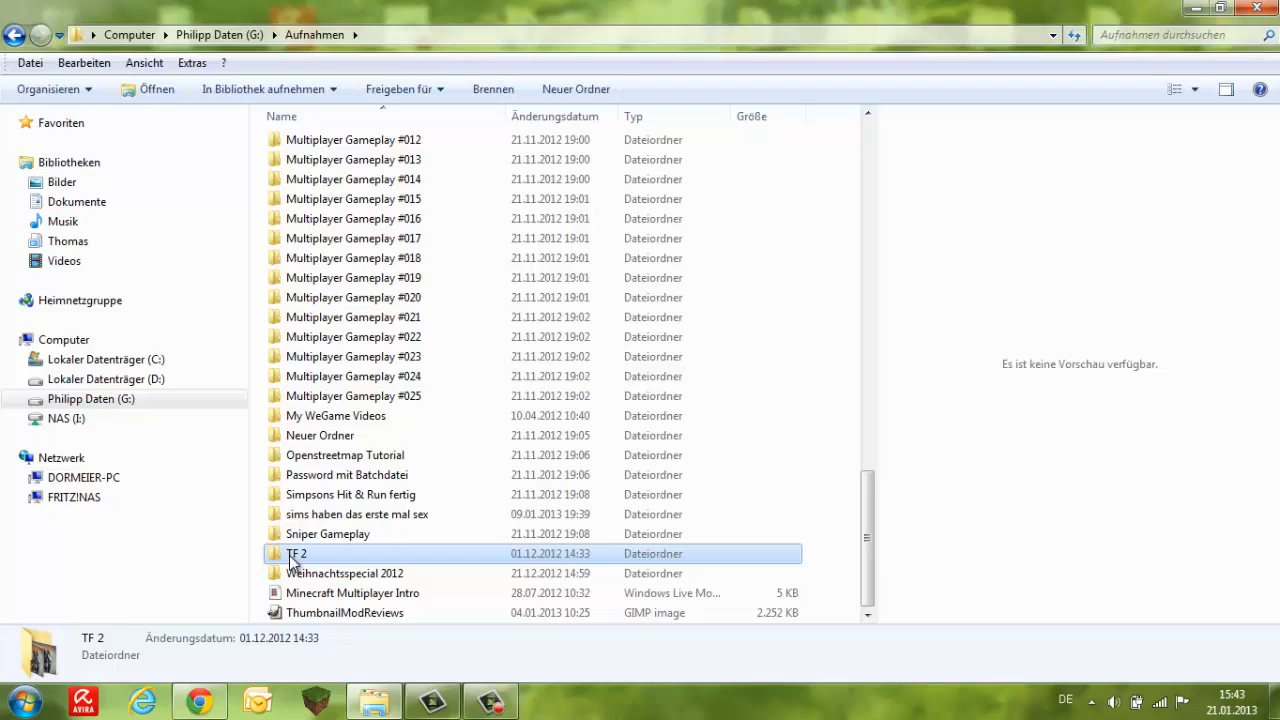 Computer Philipp Daten (G:) Aufnahmen Aufnahmen durchsuchen
Datei Bearbeiten Ansicht Extras ?
Organisieren Öffnen In Bibliothek aufnehmen Freigeben für Brennen Neuer Ordner
Favoriten
Bibliotheken
Bilder
Dokumente
Musik
Thomas
Videos
Heimnetzgruppe
Computer
Lokaler Datenträger (C:)
Lokaler Datenträger (D:)
Philipp Daten (G:)
NAS (I:)
Netzwerk
DORMEIER-PC
FRITZ!NAS
Name Änderungsdatum Typ Größe
Multiplayer Gameplay #012 21.11.2012 19:00 Dateiordner
Multiplayer Gameplay #013 21.11.2012 19:00 Dateiordner
Multiplayer Gameplay #014 21.11.2012 19:00 Dateiordner
Multiplayer Gameplay #015 21.11.2012 19:01 Dateiordner
Multiplayer Gameplay #016 21.11.2012 19:01 Dateiordner
Multiplayer Gameplay #017 21.11.2012 19:01 Dateiordner
Multiplayer Gameplay #018 21.11.2012 19:01 Dateiordner
Multiplayer Gameplay #019 21.11.2012 19:01 Dateiordner
Multiplayer Gameplay #020 21.11.2012 19:01 Dateiordner
Multiplayer Gameplay #021 21.11.2012 19:02 Dateiordner
Multiplayer Gameplay #022 21.11.2012 19:02 Dateiordner
Multiplayer Gameplay #023 21.11.2012 19:02 Dateiordner
Multiplayer Gameplay #024 21.11.2012 19:02 Dateiordner
Multiplayer Gameplay #025 21.11.2012 19:02 Dateiordner
My WeGame Videos 10.04.2012 10:40 Dateiordner
Neuer Ordner 21.11.2012 19:05 Dateiordner
Openstreetmap Tutorial 21.11.2012 19:06 Dateiordner
Password mit Batchdatei 21.11.2012 19:06 Dateiordner
Simpsons Hit & Run fertig 21.11.2012 19:08 Dateiordner
sims haben das erste mal sex 09.01.2013 19:39 Dateiordner
Sniper Gameplay 21.11.2012 19:08 Dateiordner
TF 2 01.12.2012 14:33 Dateiordner
Weihnachtsspecial 2012 21.12.2012 14:59 Dateiordner
Minecraft Multiplayer Intro 28.07.2012 10:32 Windows Live Mo... 5 KB
ThumbnailModReviews 04.01.2013 10:25 GIMP image 2.252 KB
Es ist keine Vorschau verfügbar.
TF 2 Änderungsdatum: 01.12.2012 14:33
Dateiordner
AVIRA
DE
15:43
21.01.2013